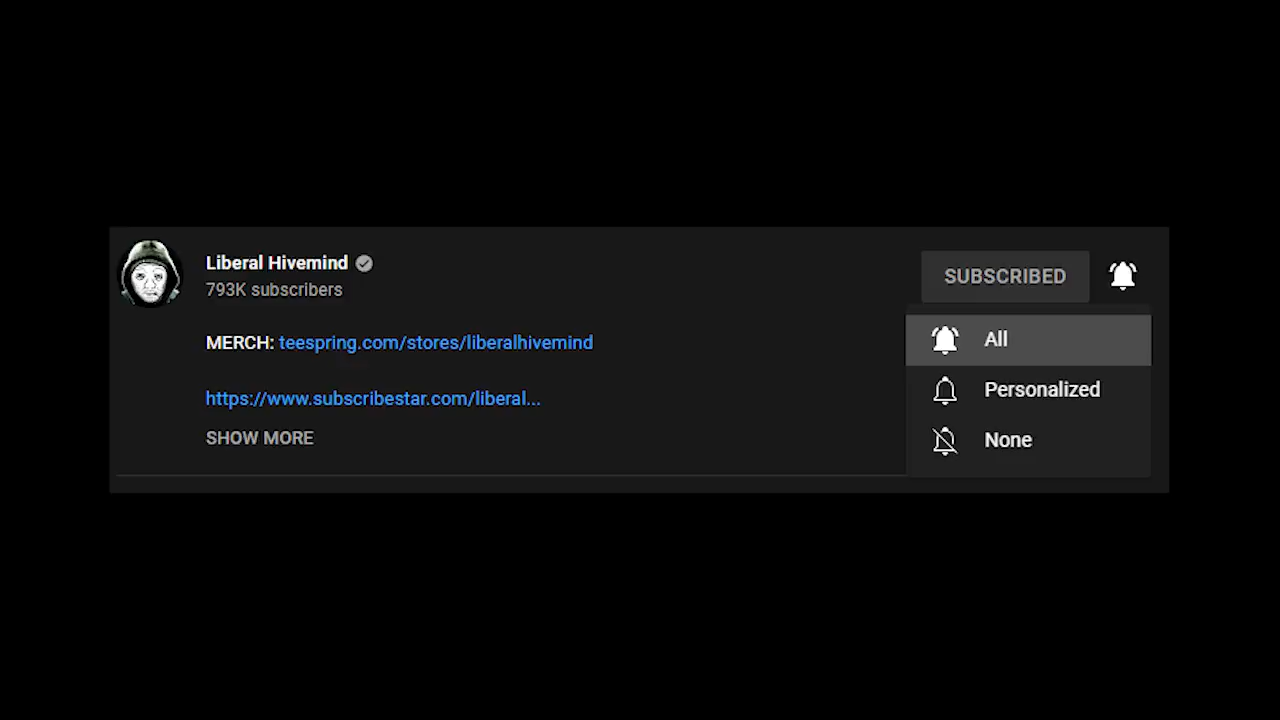 Liberal Hivemind
793K subscribers
SUBSCRIBED
MERCH: teespring.com/stores/liberalhivemind
https://www.subscribestar.com/liberal...
SHOW MORE
All
Personalized
None